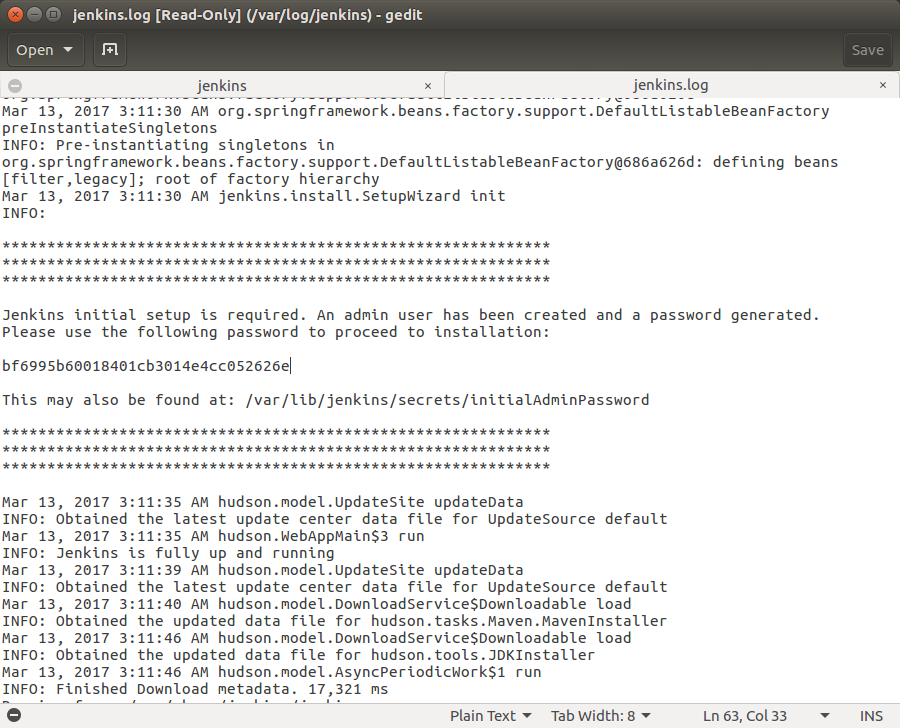 jenkins.log [Read-Only] (/var/log/jenkins) - gedit
Open
Save
jenkins ×
jenkins.log ×
Mar 13, 2017 3:11:30 AM org.springframework.beans.factory.support.DefaultListableBeanFactory
preInstantiateSingletons
INFO: Pre-instantiating singletons in
org.springframework.beans.factory.support.DefaultListableBeanFactory@686a626d: defining beans
[filter,legacy]; root of factory hierarchy
Mar 13, 2017 3:11:30 AM jenkins.install.SetupWizard init
INFO:
*************************************************************
*************************************************************
*************************************************************
Jenkins initial setup is required. An admin user has been created and a password generated.
Please use the following password to proceed to installation:
bf6995b60018401cb3014e4cc052626e
This may also be found at: /var/lib/jenkins/secrets/initialAdminPassword
*************************************************************
*************************************************************
*************************************************************
Mar 13, 2017 3:11:35 AM hudson.model.UpdateSite updateData
INFO: Obtained the latest update center data file for UpdateSource default
Mar 13, 2017 3:11:35 AM hudson.WebAppMain$3 run
INFO: Jenkins is fully up and running
Mar 13, 2017 3:11:39 AM hudson.model.UpdateSite updateData
INFO: Obtained the latest update center data file for UpdateSource default
Mar 13, 2017 3:11:40 AM hudson.model.DownloadService$Downloadable load
INFO: Obtained the updated data file for hudson.tasks.Maven.MavenInstaller
Mar 13, 2017 3:11:46 AM hudson.model.DownloadService$Downloadable load
INFO: Obtained the updated data file for hudson.tools.JDKInstaller
Mar 13, 2017 3:11:46 AM hudson.model.AsyncPeriodicWork$1 run
INFO: Finished Download metadata. 17,321 ms
Plain Text Tab Width: 8 Ln 63, Col 33 INS